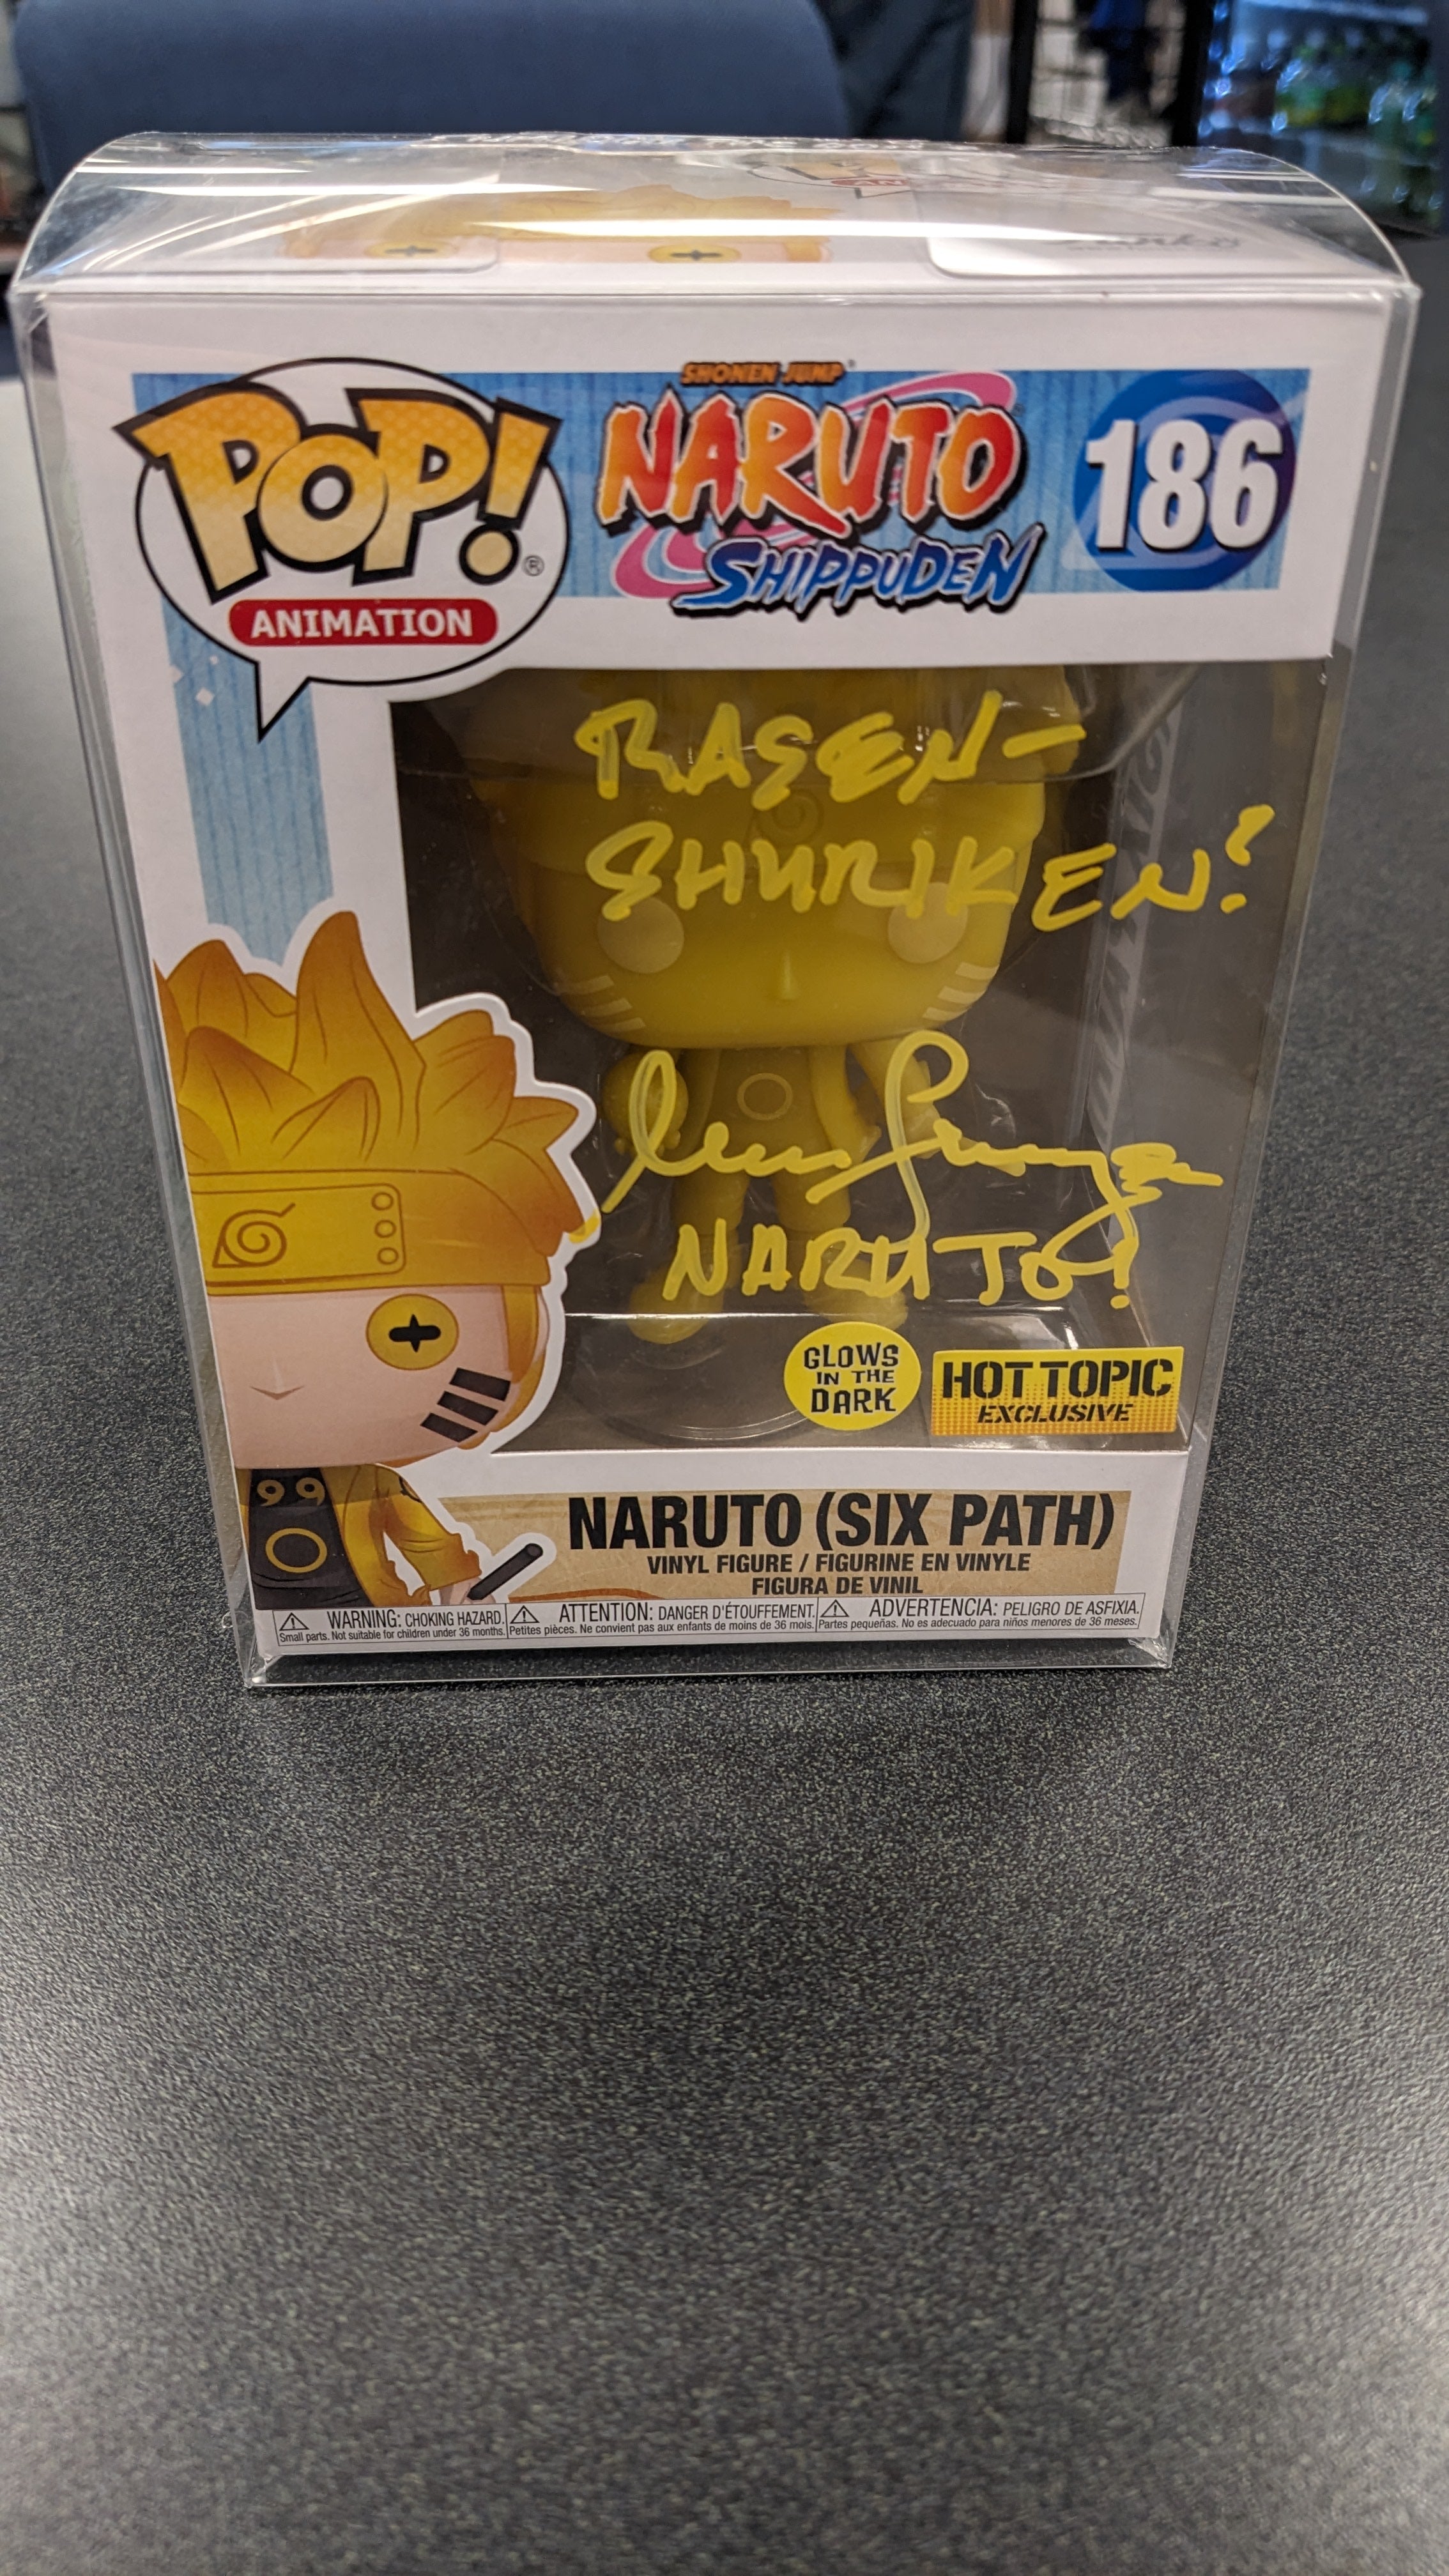 SHONEN JUMP
POP!®
ANIMATION
NARUTO
SHIPPUDEN
186
RASEN-
SHURIKEN!
NARUTO!
GLOWS
IN THE
DARK
HOT TOPIC
EXCLUSIVE
NARUTO (SIX PATH)
VINYL FIGURE / FIGURINE EN VINYLE
FIGURA DE VINIL
WARNING: CHOKING HAZARD.
Small parts. Not suitable for children under 36 months.
ATTENTION: DANGER D'ÉTOUFFEMENT.
Petites pièces. Ne convient pas aux enfants de moins de 36 mois.
ADVERTENCIA: PELIGRO DE ASFIXIA.
Partes pequeñas. No es adecuado para niños menores de 36 meses.